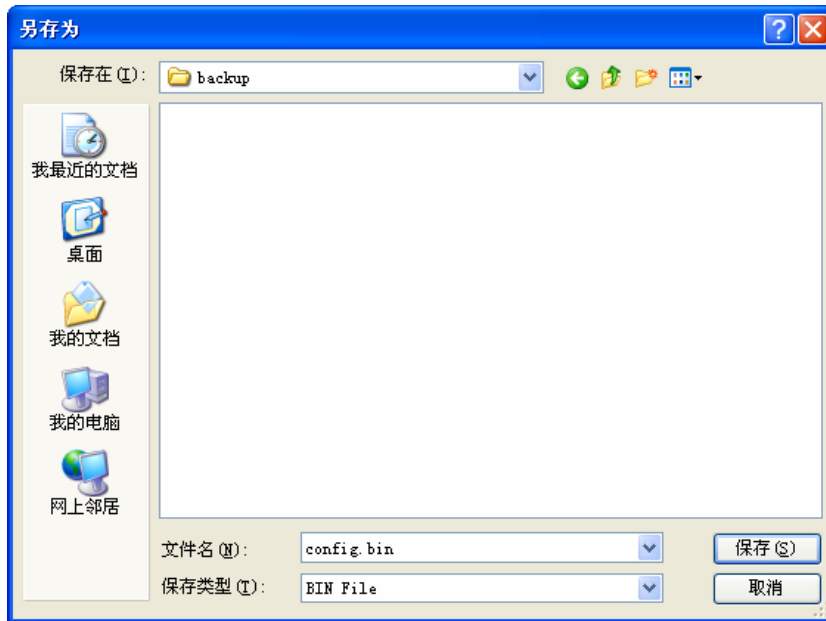 另存为
保存在(I):
backup
我最近的文档
桌面
我的文档
我的电脑
网上邻居
文件名(N):
config.bin
保存(S)
保存类型(T):
BIN File
取消